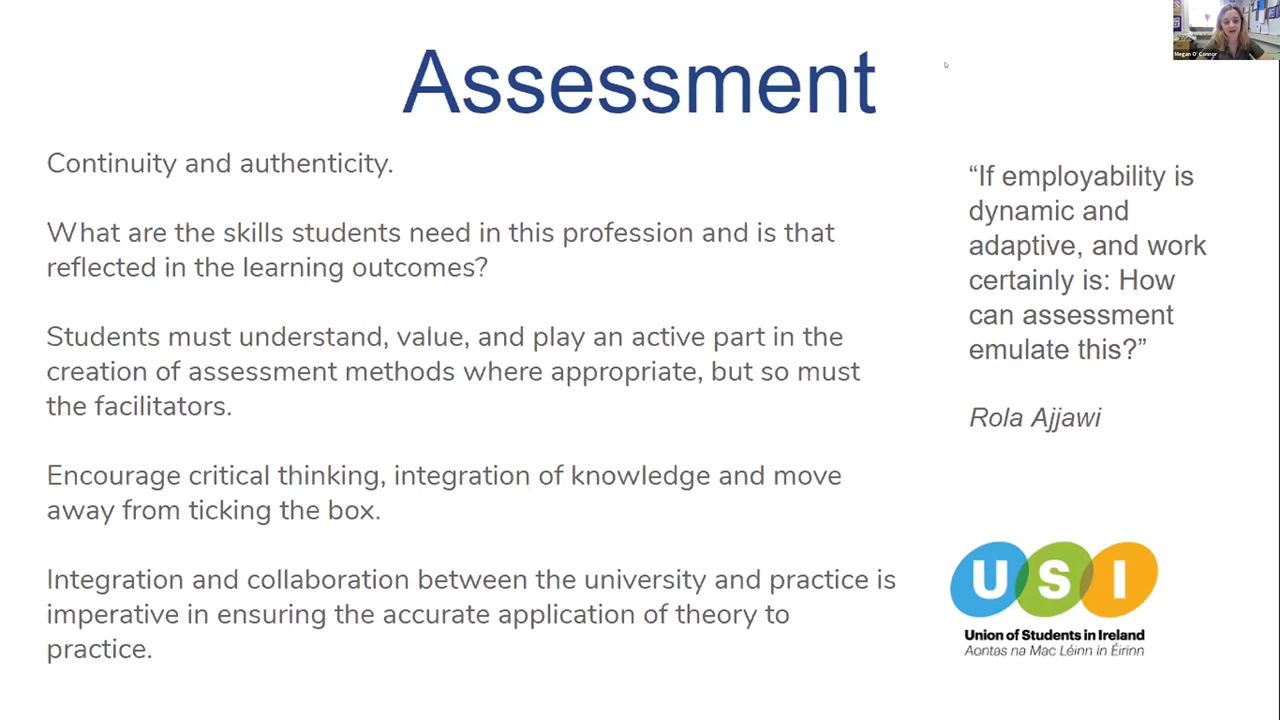 Assessment
Continuity and authenticity.
What are the skills students need in this profession and is that
reflected in the learning outcomes?
Students must understand, value, and play an active part in the
creation of assessment methods where appropriate, but so must
the facilitators.
Encourage critical thinking, integration of knowledge and move
away from ticking the box.
Integration and collaboration between the university and practice is
imperative in ensuring the accurate application of theory to
practice.
“If employability is
dynamic and
adaptive, and work
certainly is: How
can assessment
emulate this?”
Rola Ajjawi
USI
Union of Students in Ireland
Aontas na Mac Léinn in Éirinn
Megan O' Connor